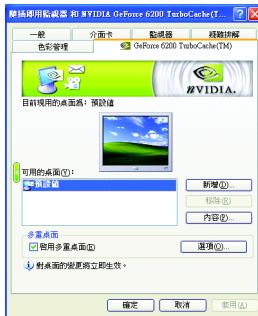 隨插即用監視器 和 NVIDIA GeForce 6200 TurboCache(T...
一般
介面卡
監視器
疑難排解
色彩管理
GeForce 6200 TurboCache(TM)
NVIDIA.
目前現用的桌面為: 預設值
可用的桌面(V):
預設值
新增(D)...
移除(R)
內容(P)...
多重桌面
啓用多重桌面(E)
選項(O)...
對桌面的變更將立即生效。
確定
取消
套用(A)